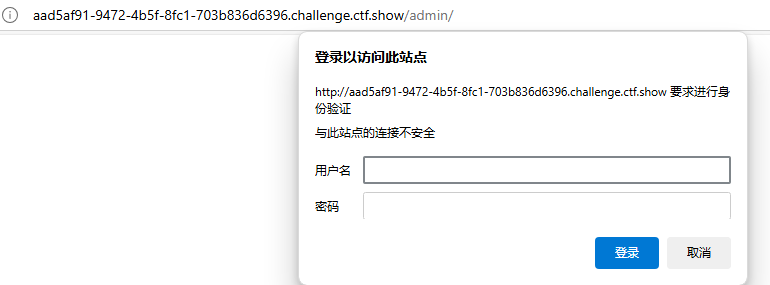 aad5af91-9472-4b5f-8fc1-703b836d6396.challenge.ctf.show/admin/
登录以访问此站点
http://aad5af91-9472-4b5f-8fc1-703b836d6396.challenge.ctf.show 要求进行身
份验证
与此站点的连接不安全
用户名
密码
登录
取消